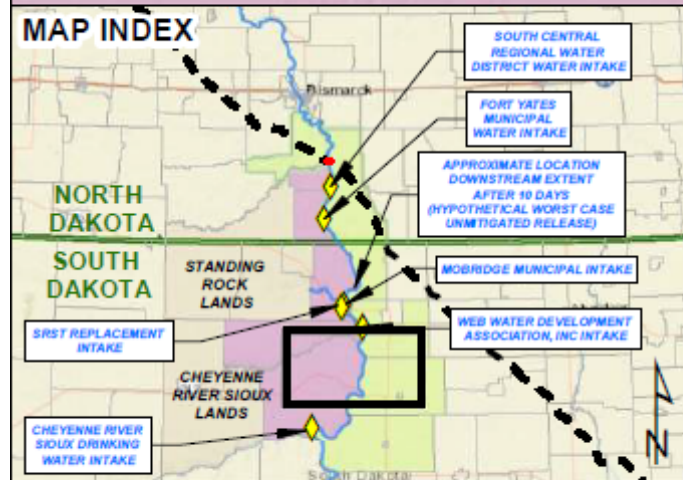 MAP INDEX
SOUTH CENTRAL
REGIONAL WATER
DISTRICT WATER INTAKE
Bismarck
FORT YATES
MUNICIPAL
WATER INTAKE
APPROXIMATE LOCATION
DOWNSTREAM EXTENT
AFTER 10 DAYS
(HYPOTHETICAL WORST CASE
UNMITIGATED RELEASE)
NORTH
DAKOTA
SOUTH
DAKOTA
STANDING
ROCK
LANDS
MOBRIDGE MUNICIPAL INTAKE
SRST REPLACEMENT
INTAKE
WEB WATER DEVELOPMENT
ASSOCIATION, INC INTAKE
CHEYENNE
RIVER SIOUX
LANDS
CHEYENNE RIVER
SIOUX DRINKING
WATER INTAKE
N
South Dakota